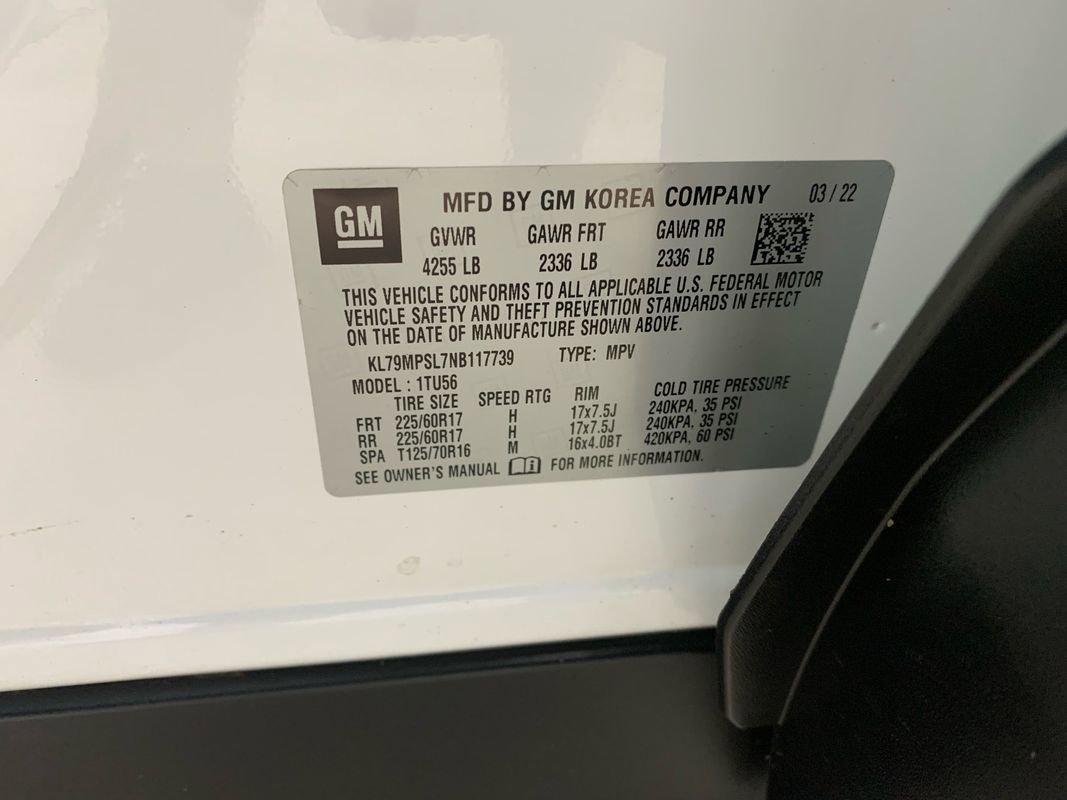 GM
MFD BY GM KOREA COMPANY 03 / 22
GVWR GAWR FRT GAWR RR
4255 LB 2336 LB 2336 LB
THIS VEHICLE CONFORMS TO ALL APPLICABLE U.S. FEDERAL MOTOR
VEHICLE SAFETY AND THEFT PREVENTION STANDARDS IN EFFECT
ON THE DATE OF MANUFACTURE SHOWN ABOVE.
KL79MPSL7NB117739 TYPE: MPV
MODEL : 1TU56
TIRE SIZE SPEED RTG RIM COLD TIRE PRESSURE
FRT 225/60R17 H 17x7.5J 240KPA, 35 PSI
RR 225/60R17 H 17x7.5J 240KPA, 35 PSI
SPA T125/70R16 M 16x4.0BT 420KPA, 60 PSI
SEE OWNER'S MANUAL FOR MORE INFORMATION.